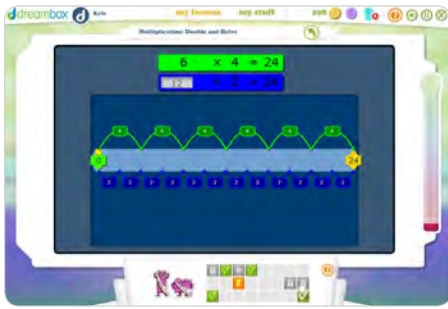 dreambox Kyle my lessons my stuff
Multiplication: Double and Halve
6 × 4 = 24
12 × 2 = 24
4 4 4 4 4 4
0 24
2 2 2 2 2 2 2 2 2 2 2 2